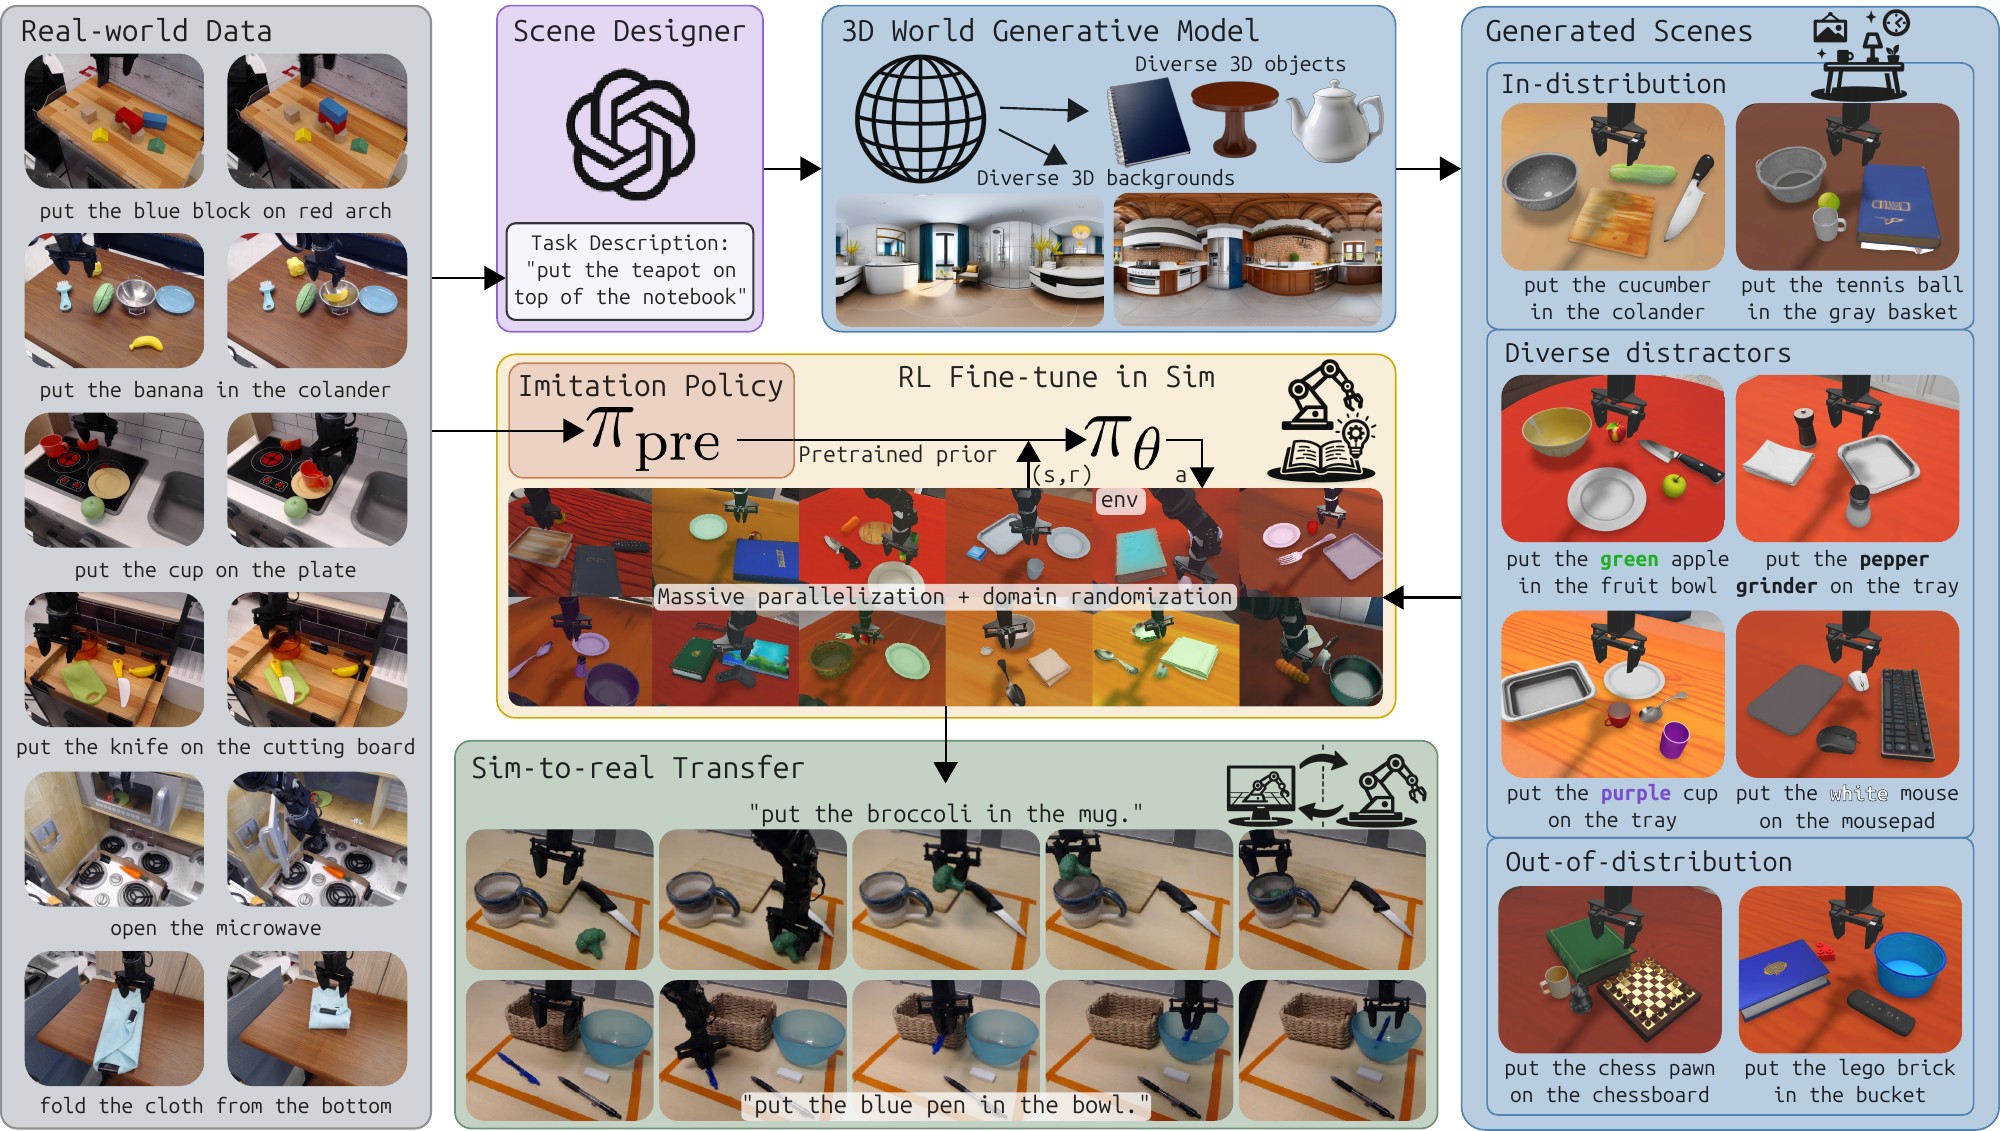 Real-world Data
put the blue block on red arch
put the banana in the colander
put the cup on the plate
put the knife on the cutting board
open the microwave
fold the cloth from the bottom
Scene Designer
Task Description:
"put the teapot on
top of the notebook"
3D World Generative Model
Diverse 3D objects
Diverse 3D backgrounds
Imitation Policy
π_pre
RL Fine-tune in Sim
Pretrained prior
π_θ
(s,r)
a
env
Massive parallelization + domain randomization
Sim-to-real Transfer
"put the broccoli in the mug."
"put the blue pen in the bowl."
Generated Scenes
In-distribution
put the cucumber
in the colander
put the tennis ball
in the gray basket
Diverse distractors
put the green apple
in the fruit bowl
put the pepper
grinder on the tray
put the purple cup
on the tray
put the white mouse
on the mousepad
Out-of-distribution
put the chess pawn
on the chessboard
put the lego brick
in the bucket